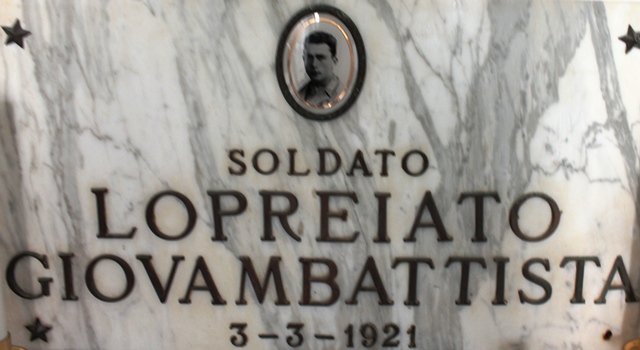 SOLDATO
LOPREIATO
GIOVAMBATTISTA
3-3-1921